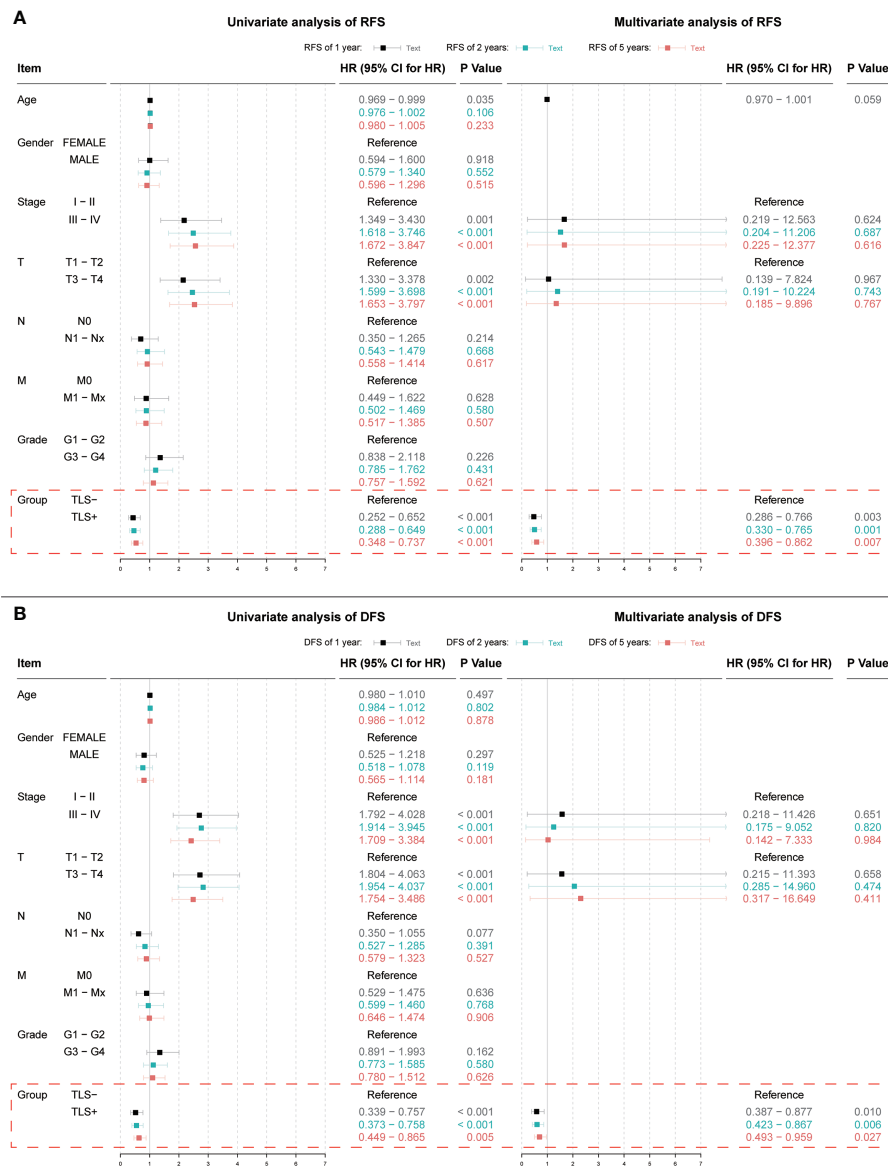 A
Univariate analysis of RFS
Multivariate analysis of RFS
RFS of 1 year: Text RFS of 2 years: Text RFS of 5 years: Text
Item HR (95% CI for HR) P Value HR (95% CI for HR) P Value
Age 0.969 − 0.999 0.035 0.970 − 1.001 0.059
0.976 − 1.002 0.106
0.980 − 1.005 0.233
Gender FEMALE Reference
MALE 0.594 − 1.600 0.918
0.579 − 1.340 0.552
0.596 − 1.296 0.515
Stage I − II Reference Reference
III − IV 1.349 − 3.430 0.001 0.219 − 12.563 0.624
1.618 − 3.746 < 0.001 0.204 − 11.206 0.687
1.672 − 3.847 < 0.001 0.225 − 12.377 0.616
T T1 − T2 Reference Reference
T3 − T4 1.330 − 3.378 0.002 0.139 − 7.824 0.967
1.599 − 3.698 < 0.001 0.191 − 10.224 0.743
1.653 − 3.797 < 0.001 0.185 − 9.896 0.767
N N0 Reference
N1 − Nx 0.350 − 1.265 0.214
0.543 − 1.479 0.668
0.558 − 1.414 0.617
M M0 Reference
M1 − Mx 0.449 − 1.622 0.628
0.502 − 1.469 0.580
0.517 − 1.385 0.507
Grade G1 − G2 Reference
G3 − G4 0.838 − 2.118 0.226
0.785 − 1.762 0.431
0.757 − 1.592 0.621
Group TLS− Reference Reference
TLS+ 0.252 − 0.652 < 0.001 0.286 − 0.766 0.003
0.288 − 0.649 < 0.001 0.330 − 0.765 0.001
0.348 − 0.737 < 0.001 0.396 − 0.862 0.007
0 1 2 3 4 5 6 7 0 1 2 3 4 5 6 7
B
Univariate analysis of DFS
Multivariate analysis of DFS
DFS of 1 year: Text DFS of 2 years: Text DFS of 5 years: Text
Item HR (95% CI for HR) P Value HR (95% CI for HR) P Value
Age 0.980 − 1.010 0.497
0.984 − 1.012 0.802
0.986 − 1.012 0.878
Gender FEMALE Reference
MALE 0.525 − 1.218 0.297
0.518 − 1.078 0.119
0.565 − 1.114 0.181
Stage I − II Reference Reference
III − IV 1.792 − 4.028 < 0.001 0.218 − 11.426 0.651
1.914 − 3.945 < 0.001 0.175 − 9.052 0.820
1.709 − 3.384 < 0.001 0.142 − 7.333 0.984
T T1 − T2 Reference Reference
T3 − T4 1.804 − 4.063 < 0.001 0.215 − 11.393 0.658
1.954 − 4.037 < 0.001 0.285 − 14.960 0.474
1.754 − 3.486 < 0.001 0.317 − 16.649 0.411
N N0 Reference
N1 − Nx 0.350 − 1.055 0.077
0.527 − 1.285 0.391
0.579 − 1.323 0.527
M M0 Reference
M1 − Mx 0.529 − 1.475 0.636
0.599 − 1.460 0.768
0.646 − 1.474 0.906
Grade G1 − G2 Reference
G3 − G4 0.891 − 1.993 0.162
0.773 − 1.585 0.580
0.780 − 1.512 0.626
Group TLS− Reference Reference
TLS+ 0.339 − 0.757 < 0.001 0.387 − 0.877 0.010
0.373 − 0.758 < 0.001 0.423 − 0.867 0.006
0.449 − 0.865 0.005 0.493 − 0.959 0.027
0 1 2 3 4 5 6 7 0 1 2 3 4 5 6 7